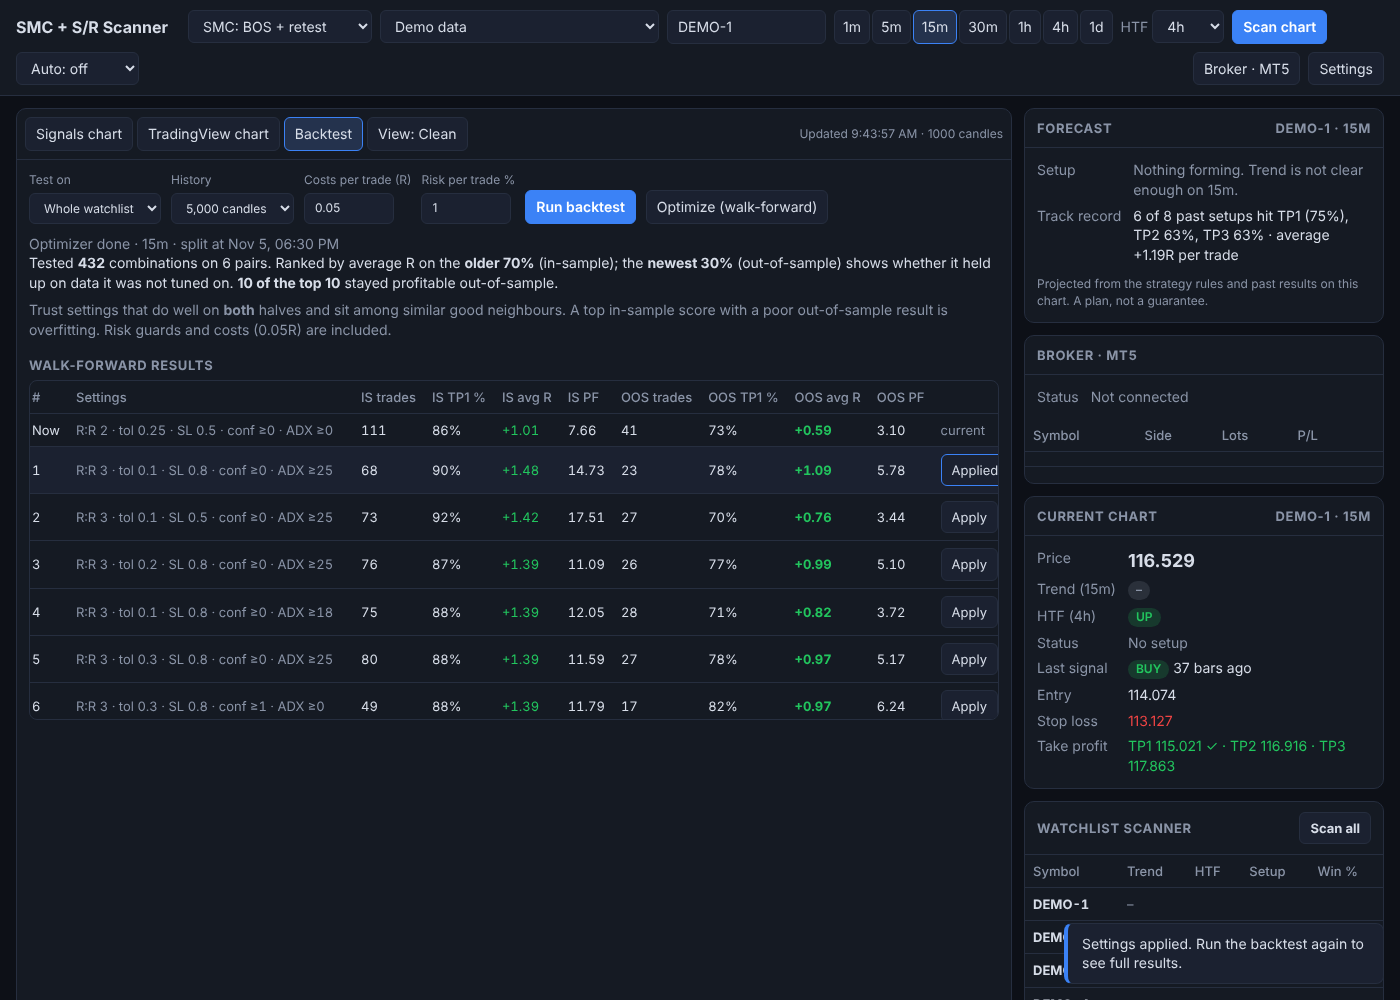 SMC + S/R Scanner
SMC: BOS + retest
Demo data
DEMO-1
1m 5m 15m 30m 1h 4h 1d HTF 4h Scan chart
Auto: off
Broker · MT5 Settings
Signals chart TradingView chart Backtest View: Clean
Updated 9:43:57 AM · 1000 candles
Test on History Costs per trade (R) Risk per trade %
Whole watchlist 5,000 candles 0.05 1 Run backtest Optimize (walk-forward)
Optimizer done · 15m · split at Nov 5, 06:30 PM
Tested 432 combinations on 6 pairs. Ranked by average R on the older 70% (in-sample); the newest 30% (out-of-sample) shows whether it held
up on data it was not tuned on. 10 of the top 10 stayed profitable out-of-sample.
Trust settings that do well on both halves and sit among similar good neighbours. A top in-sample score with a poor out-of-sample result is
overfitting. Risk guards and costs (0.05R) are included.
WALK-FORWARD RESULTS
# Settings IS trades IS TP1 % IS avg R IS PF OOS trades OOS TP1 % OOS avg R OOS PF
Now R:R 2 · tol 0.25 · SL 0.5 · conf ≥0 · ADX ≥0 111 86% +1.01 7.66 41 73% +0.59 3.10 current
1 R:R 3 · tol 0.1 · SL 0.8 · conf ≥0 · ADX ≥25 68 90% +1.48 14.73 23 78% +1.09 5.78 Applied
2 R:R 3 · tol 0.1 · SL 0.5 · conf ≥0 · ADX ≥25 73 92% +1.42 17.51 27 70% +0.76 3.44 Apply
3 R:R 3 · tol 0.2 · SL 0.8 · conf ≥0 · ADX ≥25 76 87% +1.39 11.09 26 77% +0.99 5.10 Apply
4 R:R 3 · tol 0.1 · SL 0.8 · conf ≥0 · ADX ≥18 75 88% +1.39 12.05 28 71% +0.82 3.72 Apply
5 R:R 3 · tol 0.3 · SL 0.8 · conf ≥0 · ADX ≥25 80 88% +1.39 11.59 27 78% +0.97 5.17 Apply
6 R:R 3 · tol 0.3 · SL 0.8 · conf ≥1 · ADX ≥0 49 88% +1.39 11.79 17 82% +0.97 6.24 Apply
FORECAST DEMO-1 · 15M
Setup Nothing forming. Trend is not clear
enough on 15m.
Track record 6 of 8 past setups hit TP1 (75%),
TP2 63%, TP3 63% · average
+1.19R per trade
Projected from the strategy rules and past results on this
chart. A plan, not a guarantee.
BROKER · MT5
Status Not connected
Symbol Side Lots P/L
CURRENT CHART DEMO-1 · 15M
Price 116.529
Trend (15m) –
HTF (4h) UP
Status No setup
Last signal BUY 37 bars ago
Entry 114.074
Stop loss 113.127
Take profit TP1 115.021 ✓ · TP2 116.916 · TP3
117.863
WATCHLIST SCANNER Scan all
Symbol Trend HTF Setup Win %
DEMO-1 –
Settings applied. Run the backtest again to
see full results.